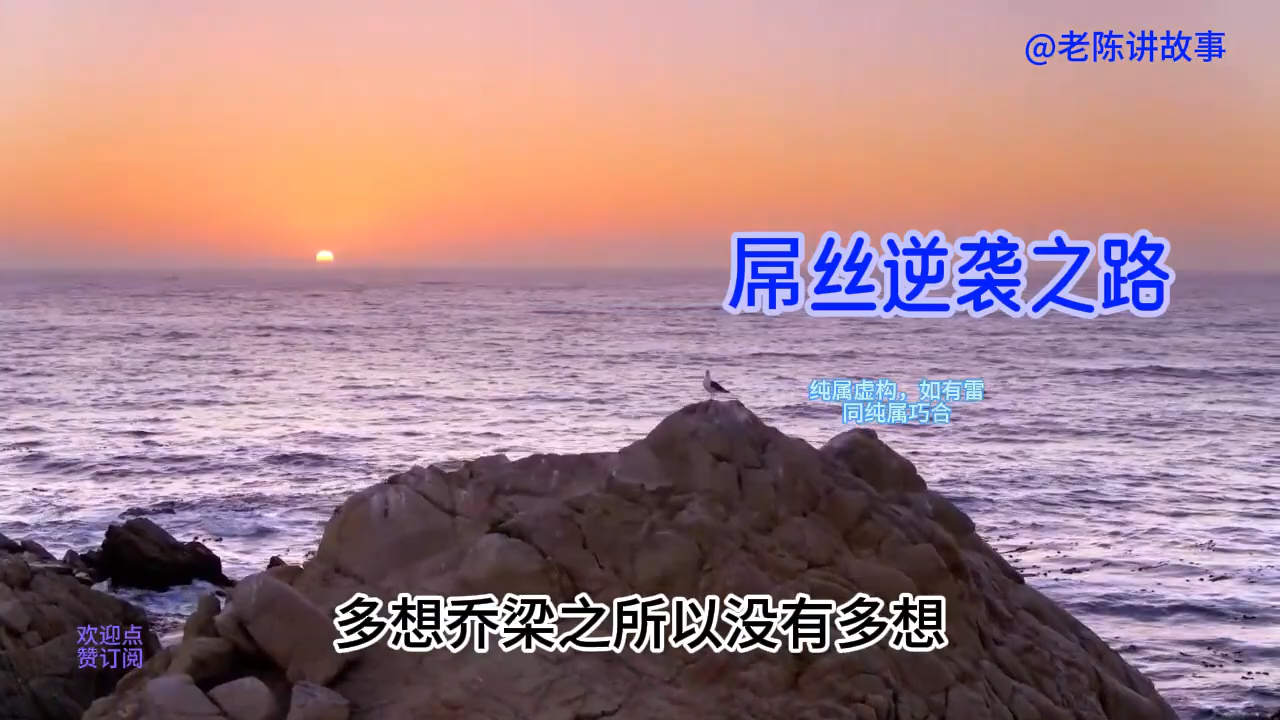 @老陈讲故事
屌丝逆袭之路
纯属虚构，如有雷
同纯属巧合
多想乔梁之所以没有多想
欢迎点
赞订阅